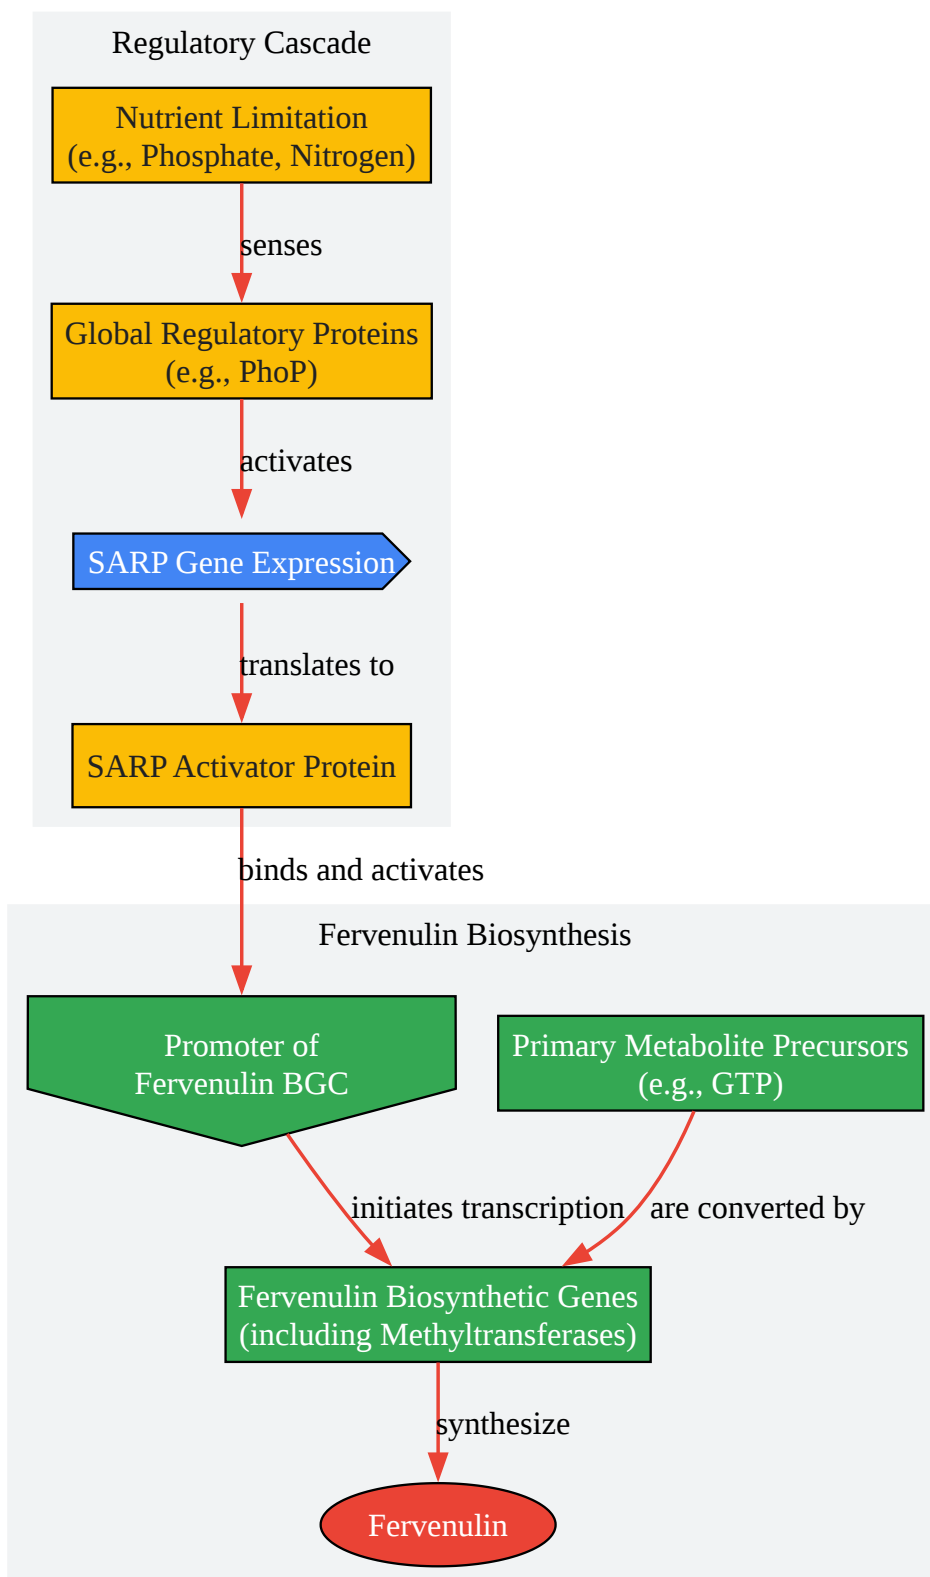 Regulatory Cascade
Nutrient Limitation
(e.g., Phosphate, Nitrogen)
senses
Global Regulatory Proteins
(e.g., PhoP)
activates
SARP Gene Expression
translates to
SARP Activator Protein
binds and activates
Fervenulin Biosynthesis
Promoter of
Fervenulin BGC
Primary Metabolite Precursors
(e.g., GTP)
initiates transcription
are converted by
Fervenulin Biosynthetic Genes
(including Methyltransferases)
synthesize
Fervenulin